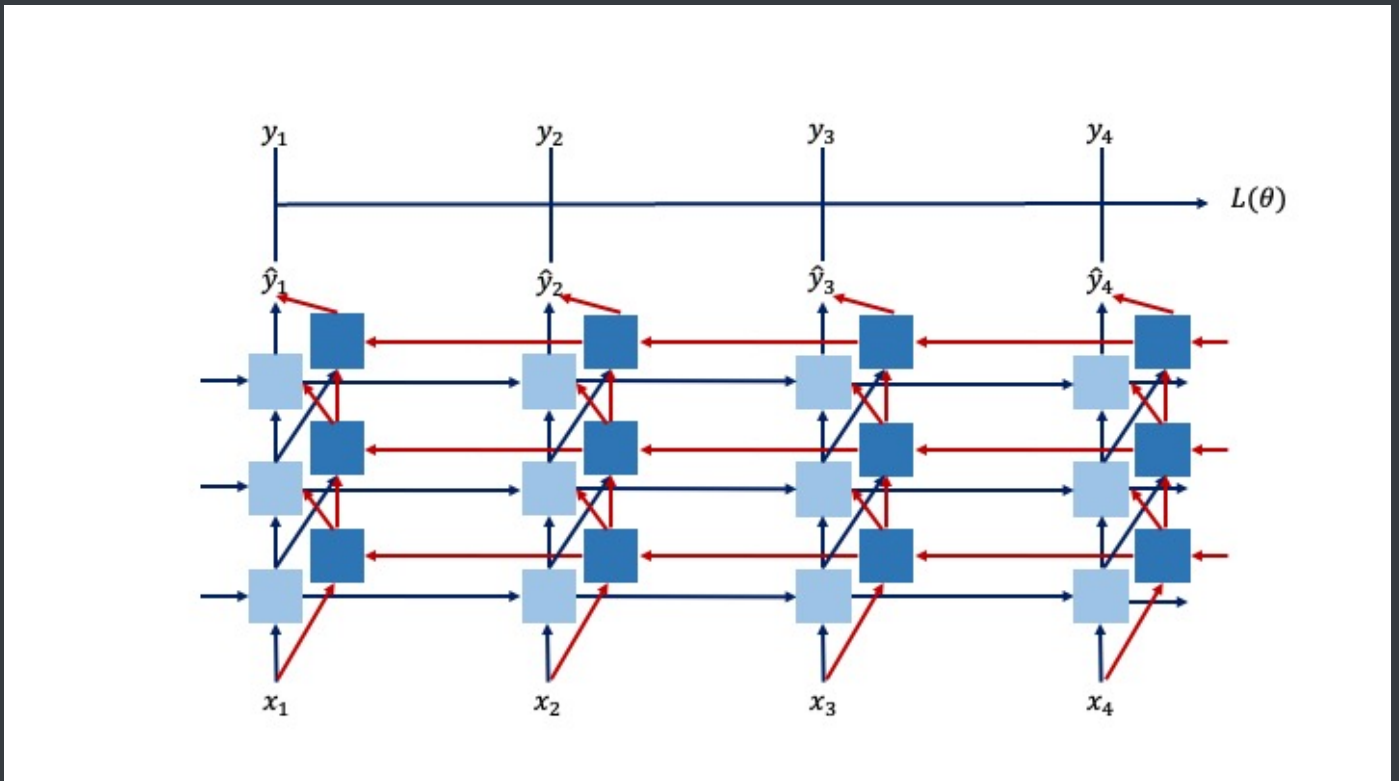 y₁ y₂ y₃ y₄
L(θ)
ŷ₁ ŷ₂ ŷ₃ ŷ₄
x₁ x₂ x₃ x₄